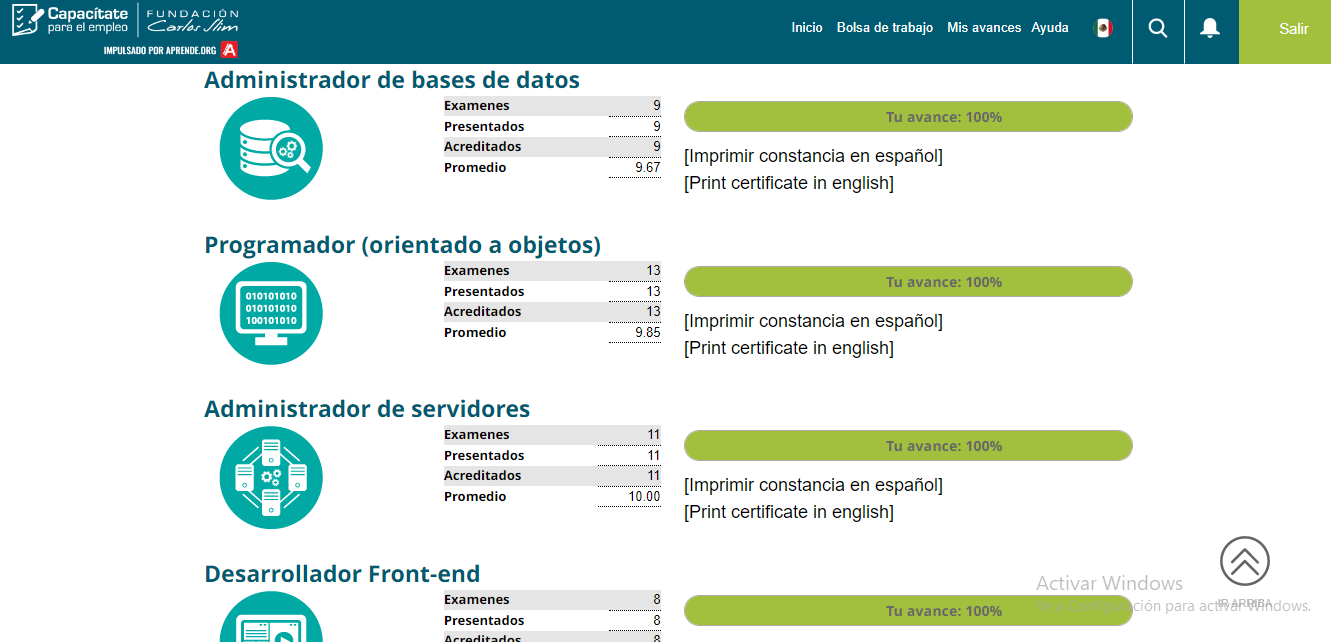 Capacítate
para el empleo
FUNDACIÓN
Carlos Slim
IMPULSADO POR APRENDE.ORG
Inicio Bolsa de trabajo Mis avances Ayuda
Salir
Administrador de bases de datos
Examenes 9
Presentados 9
Acreditados 9
Promedio 9.67
Tu avance: 100%
[Imprimir constancia en español]
[Print certificate in english]
Programador (orientado a objetos)
010101010
010101010
100101010
Examenes 13
Presentados 13
Acreditados 13
Promedio 9.85
Tu avance: 100%
[Imprimir constancia en español]
[Print certificate in english]
Administrador de servidores
Examenes 11
Presentados 11
Acreditados 11
Promedio 10.00
Tu avance: 100%
[Imprimir constancia en español]
[Print certificate in english]
Desarrollador Front-end
Examenes 8
Presentados 8
Acreditados 8
Tu avance: 100%
IR ARRIBA
Activar Windows
Ve a Configuración para activar Windows.